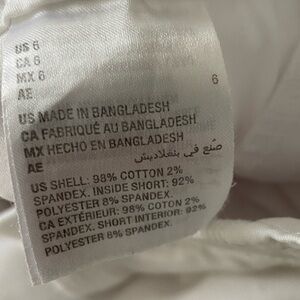 US 6
CA 6
MX 6
AE 6
US MADE IN BANGLADESH
CA FABRIQUÉ AU BANGLADESH
MX HECHO EN BANGLADESH
AE صُنع في بنغلاديش
US SHELL: 98% COTTON 2%
SPANDEX. INSIDE SHORT: 92%
POLYESTER 8% SPANDEX.
CA EXTÉRIEUR: 98% COTON 2%
SPANDEX. SHORT INTERIOR: 92%
POLYESTER 8% SPANDEX.